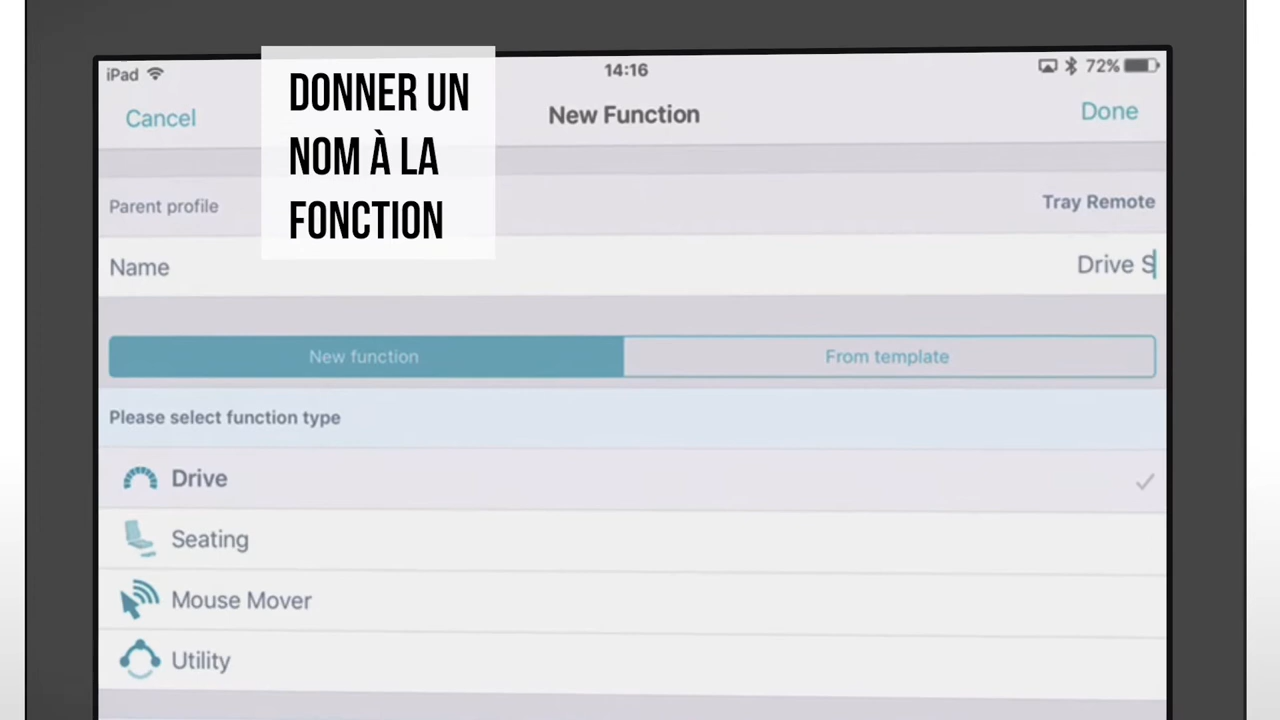 iPad 14:16 72%
Cancel New Function Done
DONNER UN
NOM À LA
FONCTION
Parent profile Tray Remote
Name Drive S
New function From template
Please select function type
Drive
Seating
Mouse Mover
Utility